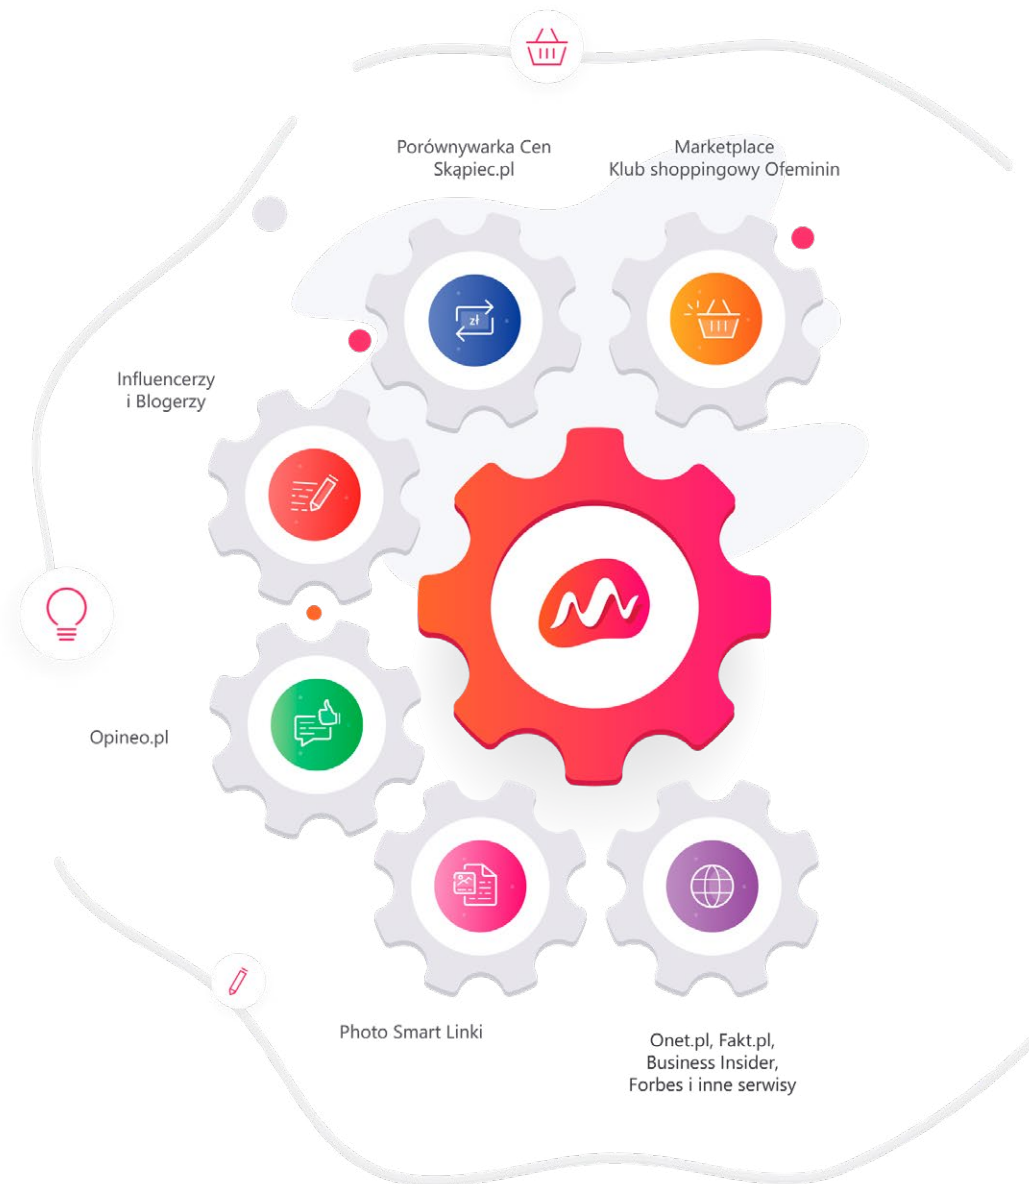 Porównywarka Cen
Skąpiec.pl
Marketplace
Klub shoppingowy Ofeminin
zł
Influencerzy
i Blogerzy
Opineo.pl
Photo Smart Linki
Onet.pl, Fakt.pl,
Business Insider,
Forbes i inne serwisy